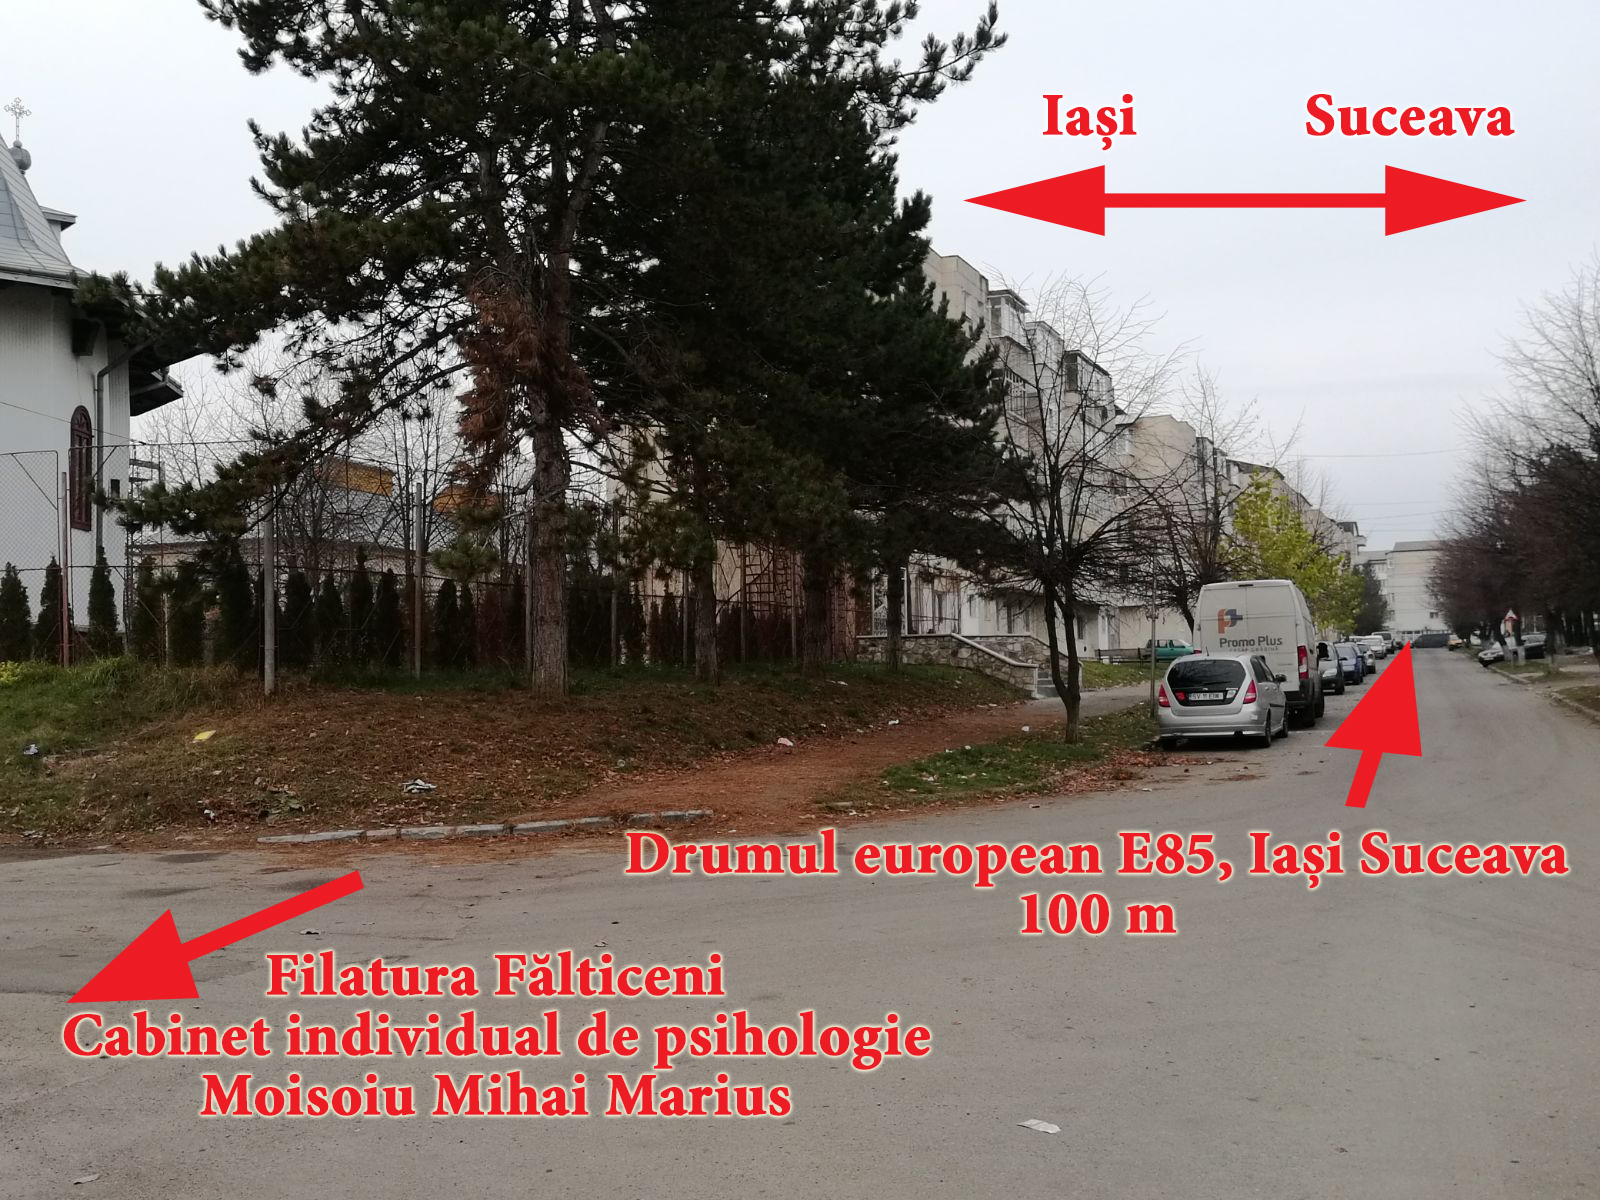 Iași
Suceava
Promo Plus
Drumul european E85, Iași Suceava
100 m
Filatura Fălticeni
Cabinet individual de psihologie
Moisoiu Mihai Marius